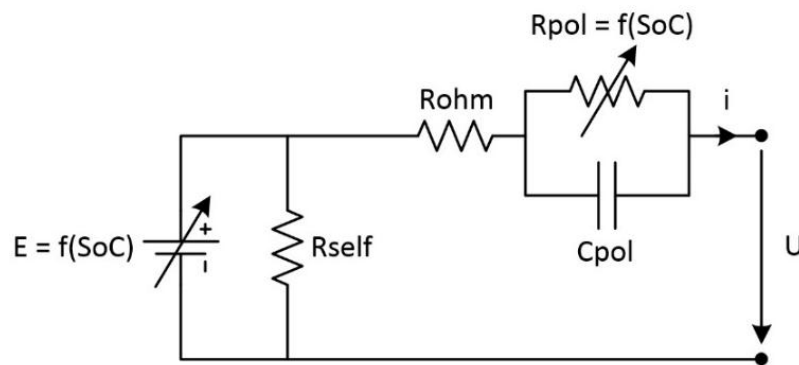 Rpol = f(SoC)
Rohm
i
E = f(SoC)
+
-
Rself
Cpol
U